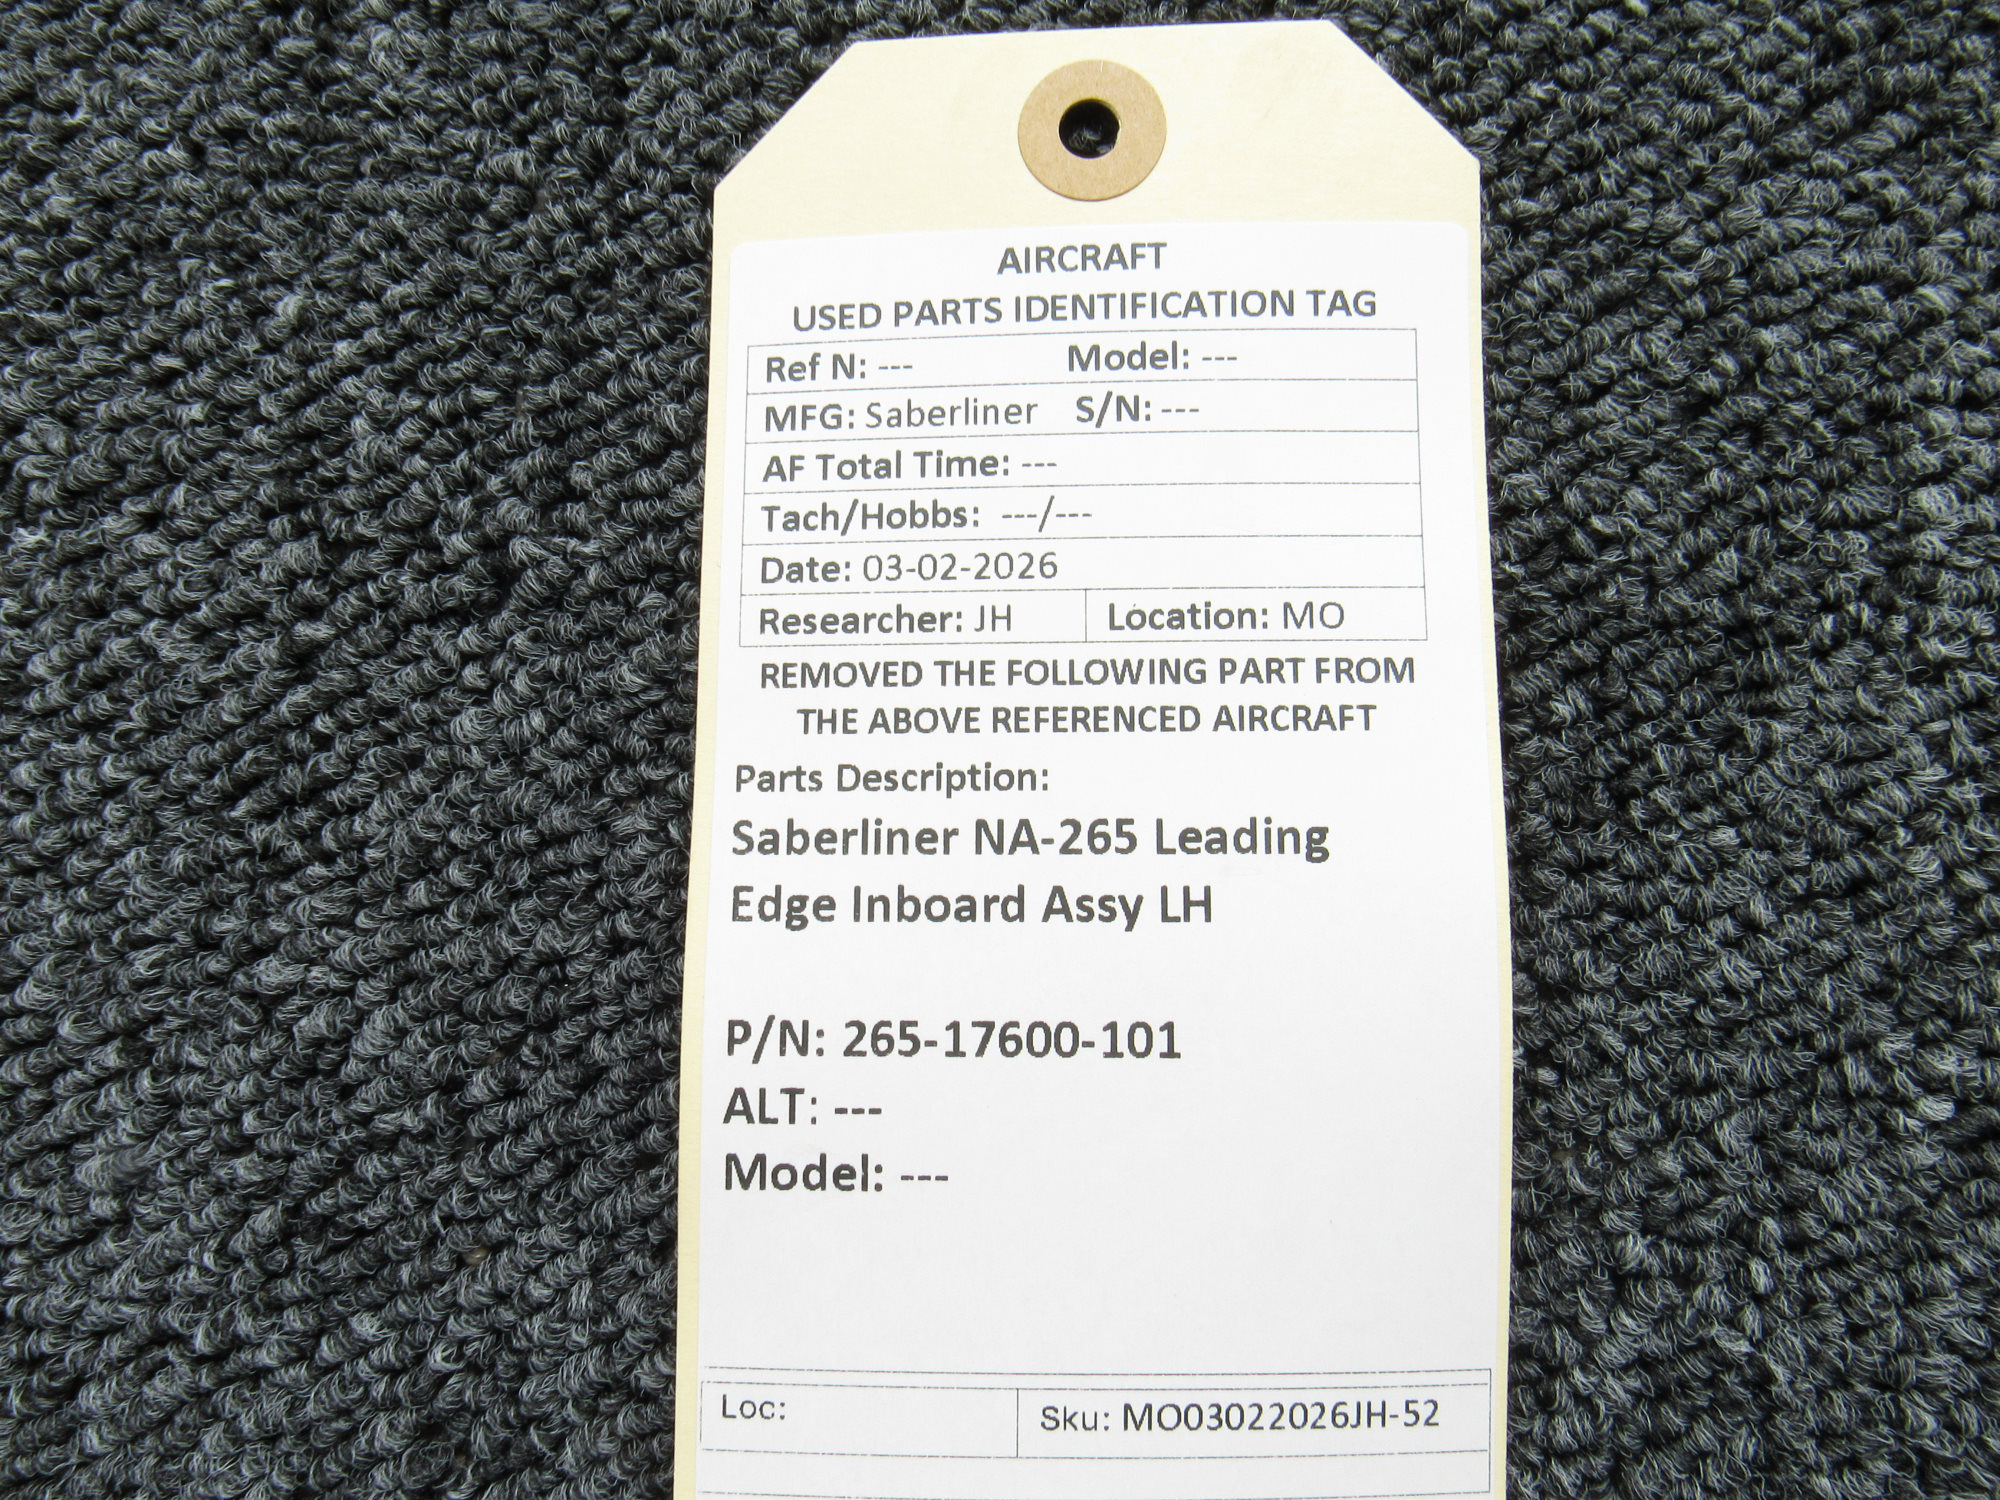 AIRCRAFT
USED PARTS IDENTIFICATION TAG
Ref N: --- Model: ---
MFG: Saberliner S/N: ---
AF Total Time: ---
Tach/Hobbs: ---/---
Date: 03-02-2026
Researcher: JH Location: MO
REMOVED THE FOLLOWING PART FROM
THE ABOVE REFERENCED AIRCRAFT
Parts Description:
Saberliner NA-265 Leading
Edge Inboard Assy LH
P/N: 265-17600-101
ALT: ---
Model: ---
Loc: Sku: MO03022026JH-52